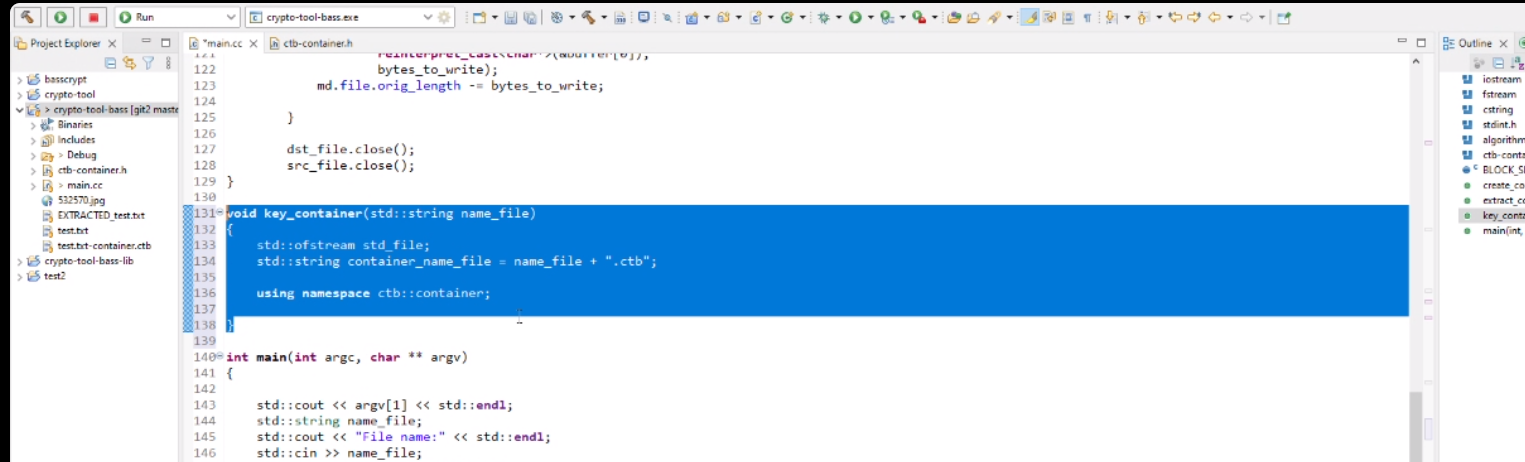 Run
crypto-tool-bass.exe
Project Explorer
*main.cc
ctb-container.h
Outline
basscrypt
crypto-tool
> crypto-tool-bass [git2 maste
Binaries
Includes
> Debug
ctb-container.h
> main.cc
532570.jpg
EXTRACTED_test.txt
test.txt
test.txt-container.ctb
crypto-tool-bass-lib
test2
121 reinterpret_cast<char*>(&buffer[0]),
122 bytes_to_write);
123 md.file.orig_length -= bytes_to_write;
124
125 }
126
127 dst_file.close();
128 src_file.close();
129 }
130
131 void key_container(std::string name_file)
132 {
133 std::ofstream std_file;
134 std::string container_name_file = name_file + ".ctb";
135
136 using namespace ctb::container;
137
138 }
139
140 int main(int argc, char ** argv)
141 {
142
143 std::cout << argv[1] << std::endl;
144 std::string name_file;
145 std::cout << "File name:" << std::endl;
146 std::cin >> name_file;
iostream
fstream
cstring
stdint.h
algorithm
ctb-conta
BLOCK_SI
create_co
extract_co
key_conta
main(int,